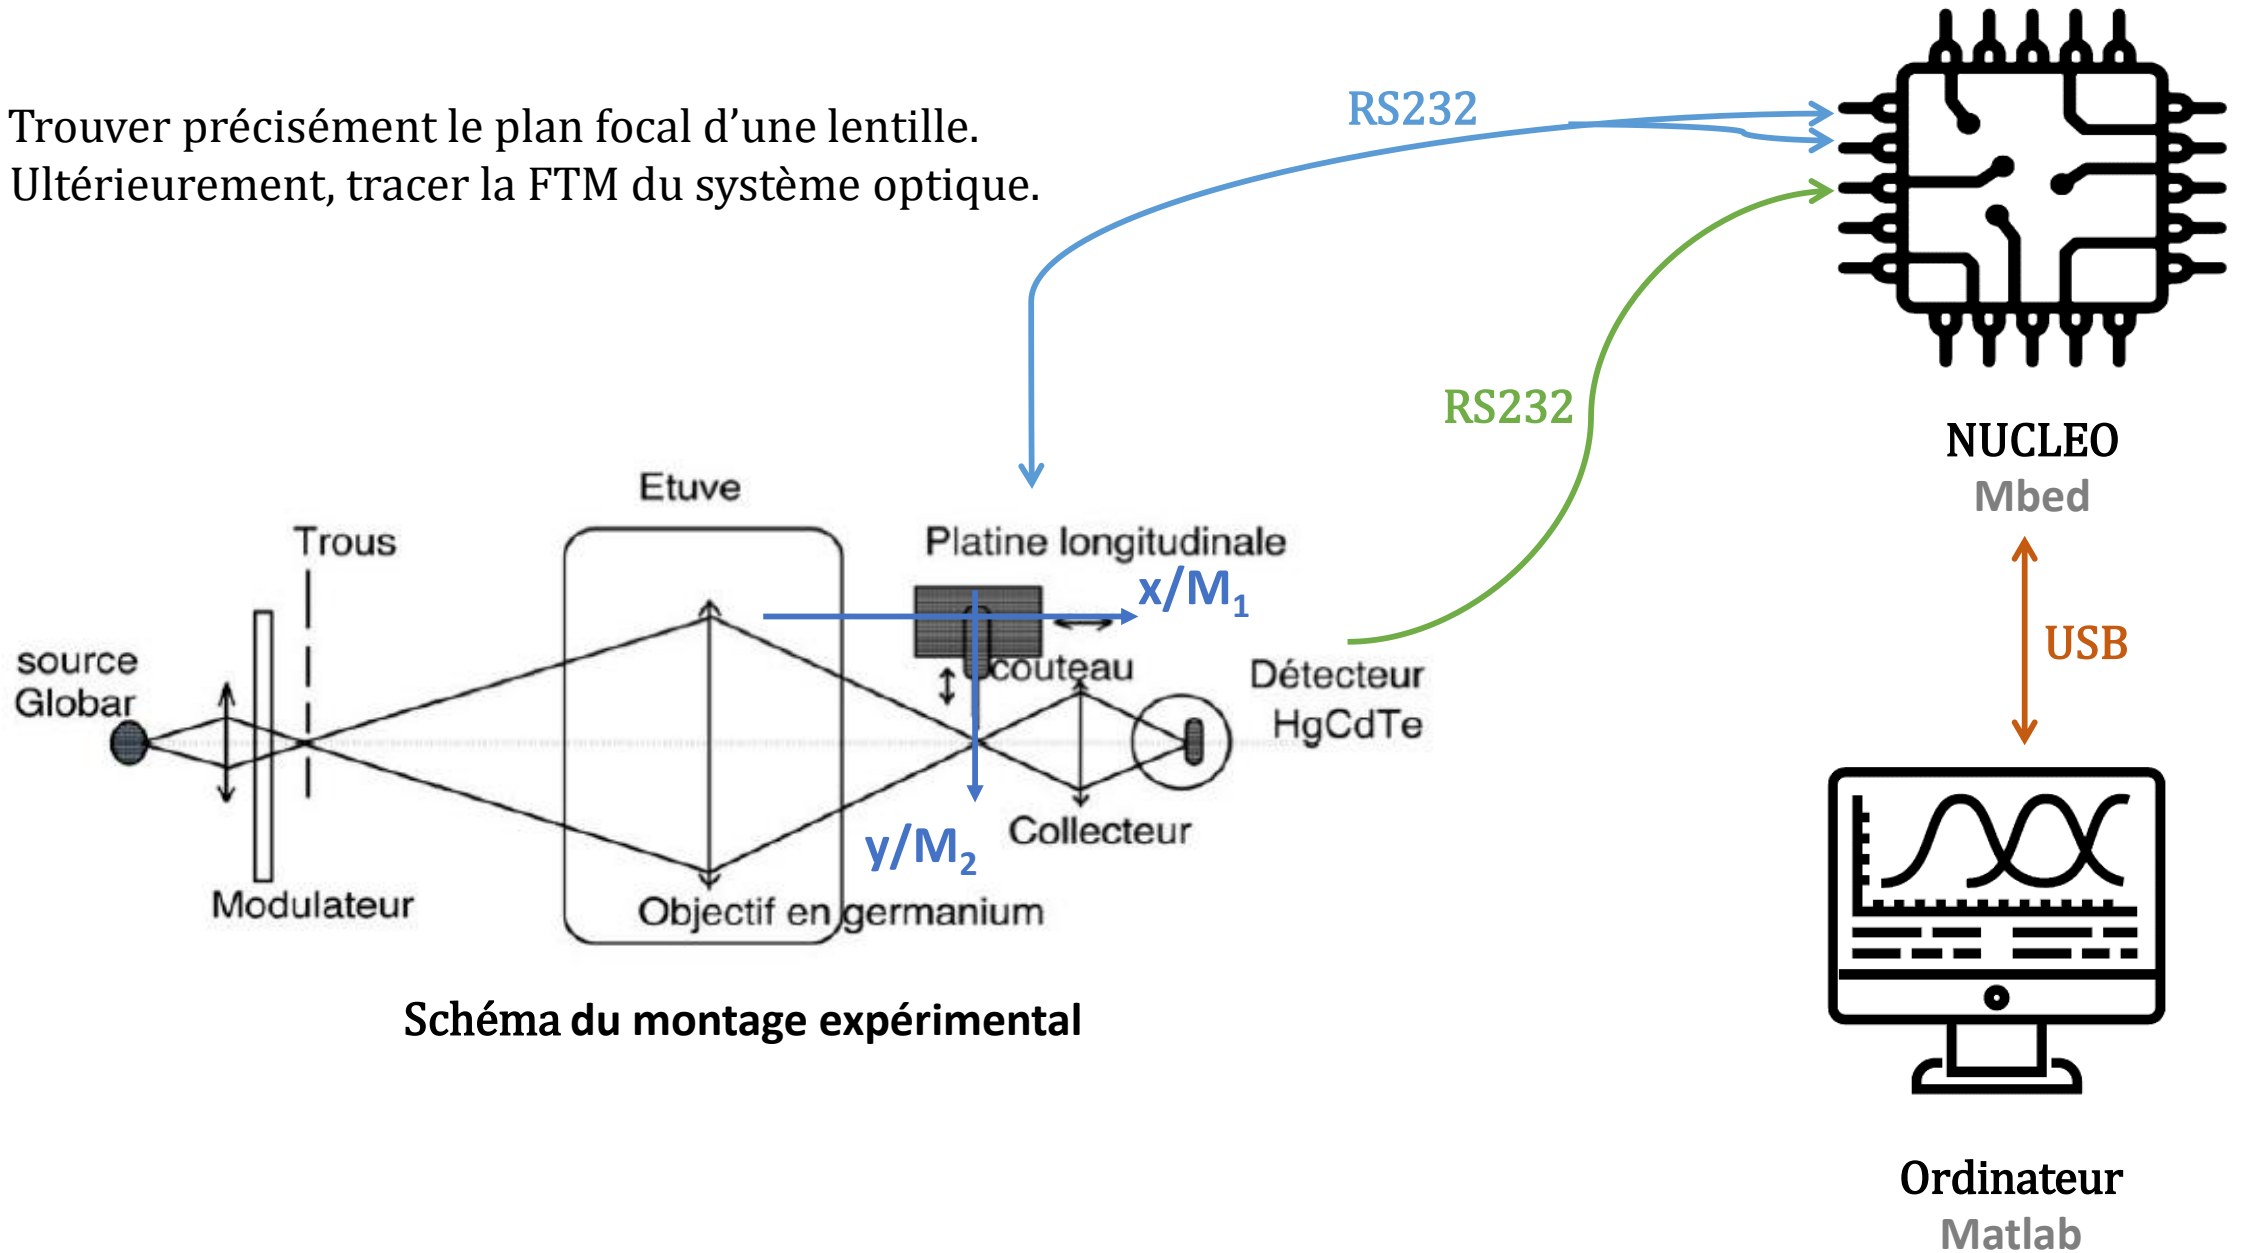 Trouver précisément le plan focal d’une lentille.
Ultérieurement, tracer la FTM du système optique.
RS232
RS232
NUCLEO
Mbed
USB
Etuve
Trous
Platine longitudinale
x/M1
source
Globar
couteau
Détecteur
HgCdTe
y/M2
Collecteur
Modulateur
Objectif en germanium
Schéma du montage expérimental
Ordinateur
Matlab